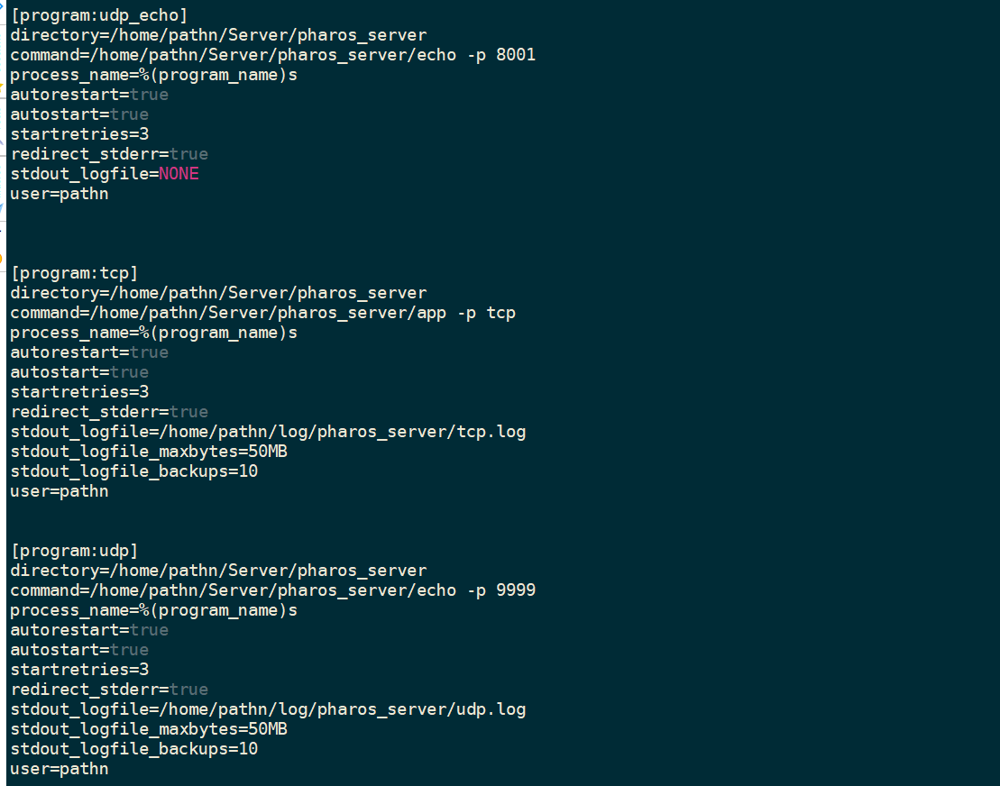 [program:udp_echo]
directory=/home/pathn/Server/pharos_server
command=/home/pathn/Server/pharos_server/echo -p 8001
process_name=%(program_name)s
autorestart=true
autostart=true
startretries=3
redirect_stderr=true
stdout_logfile=NONE
user=pathn
[program:tcp]
directory=/home/pathn/Server/pharos_server
command=/home/pathn/Server/pharos_server/app -p tcp
process_name=%(program_name)s
autorestart=true
autostart=true
startretries=3
redirect_stderr=true
stdout_logfile=/home/pathn/log/pharos_server/tcp.log
stdout_logfile_maxbytes=50MB
stdout_logfile_backups=10
user=pathn
[program:udp]
directory=/home/pathn/Server/pharos_server
command=/home/pathn/Server/pharos_server/echo -p 9999
process_name=%(program_name)s
autorestart=true
autostart=true
startretries=3
redirect_stderr=true
stdout_logfile=/home/pathn/log/pharos_server/udp.log
stdout_logfile_maxbytes=50MB
stdout_logfile_backups=10
user=pathn